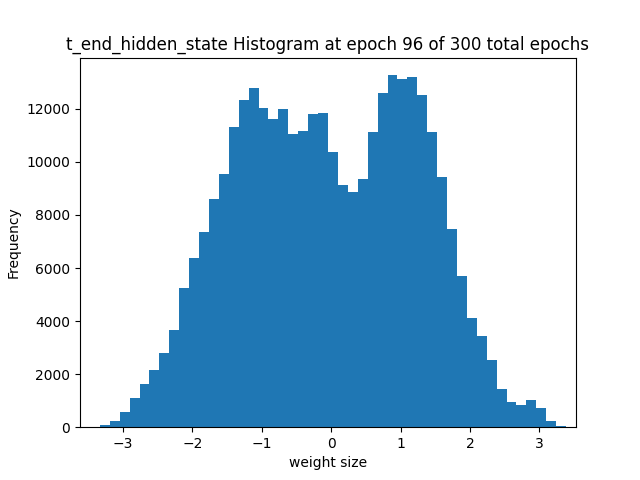 t_end_hidden_state Histogram at epoch 96 of 300 total epochs
12000
10000
8000
6000
4000
2000
0
Frequency
−3 −2 −1 0 1 2 3
weight size